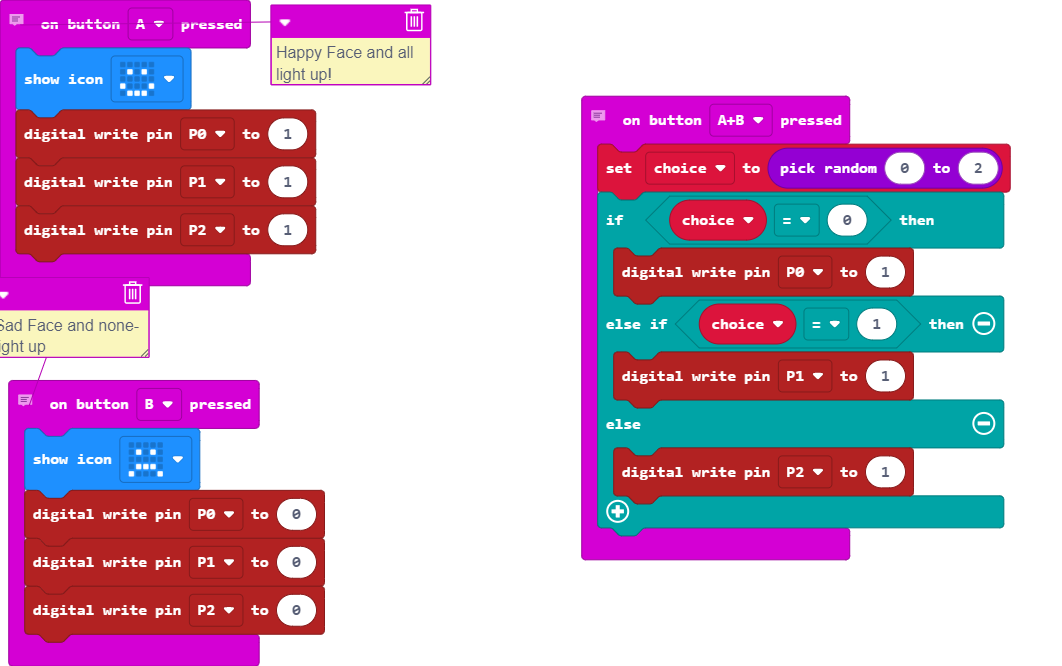 on button A pressed
Happy Face and all
light up!
show icon
digital write pin P0 to 1
digital write pin P1 to 1
digital write pin P2 to 1
Sad Face and none-
ight up
on button B pressed
show icon
digital write pin P0 to 0
digital write pin P1 to 0
digital write pin P2 to 0
on button A+B pressed
set choice to pick random 0 to 2
if choice = 0 then
digital write pin P0 to 1
else if choice = 1 then
digital write pin P1 to 1
else
digital write pin P2 to 1